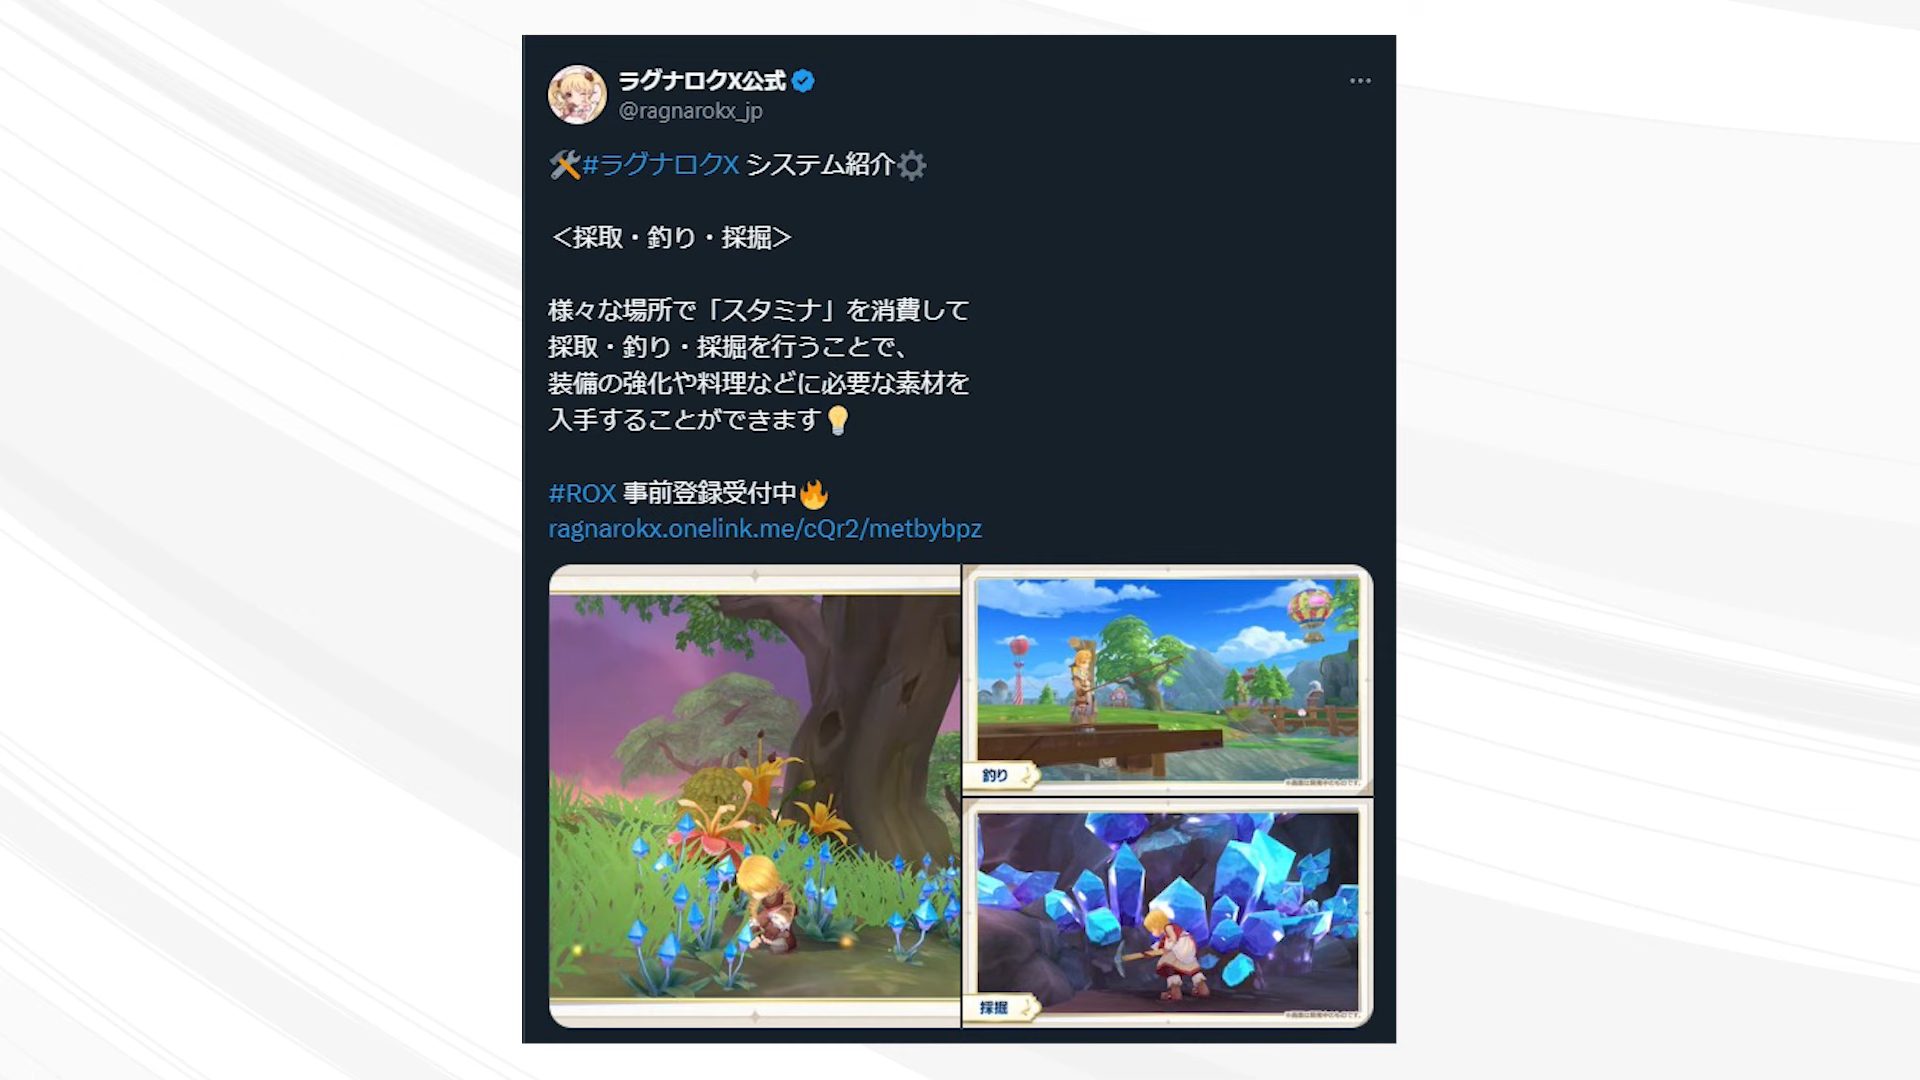 ラグナロクX公式
@ragnarokx_jp
#ラグナロクX システム紹介
＜採取・釣り・採掘＞
様々な場所で「スタミナ」を消費して
採取・釣り・採掘を行うことで、
装備の強化や料理などに必要な素材を
入手することができます
#ROX 事前登録受付中
ragnarokx.onelink.me/cQr2/metbybpz
釣り
採掘